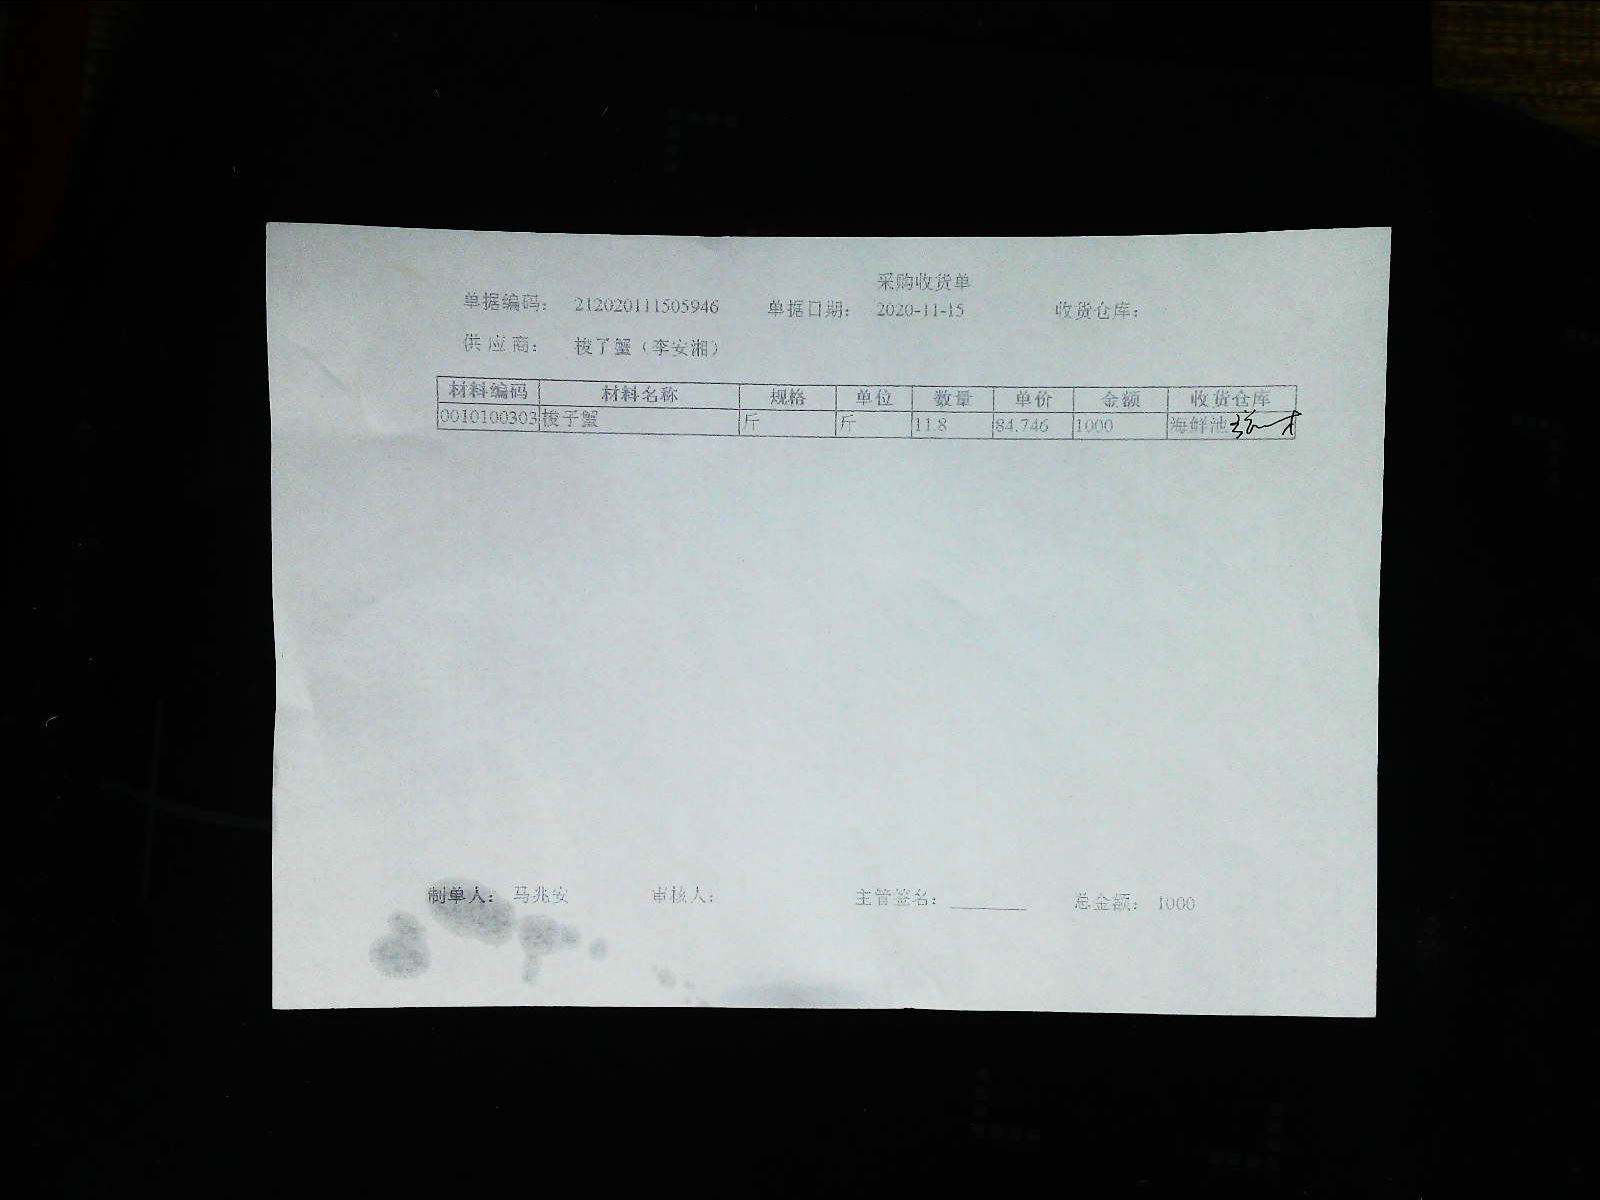 采购收货单
单据编码： 212020111505946 单据日期： 2020-11-15 收货仓库：
供 应 商： 梭子蟹（李安湘）
材料编码 材料名称 规格 单位 数量 单价 金额 收货仓库
0010100303 梭子蟹 斤 斤 11.8 84.746 1000 海鲜池
制单人： 马兆安 审核人： 主管签名： 总金额： 1000